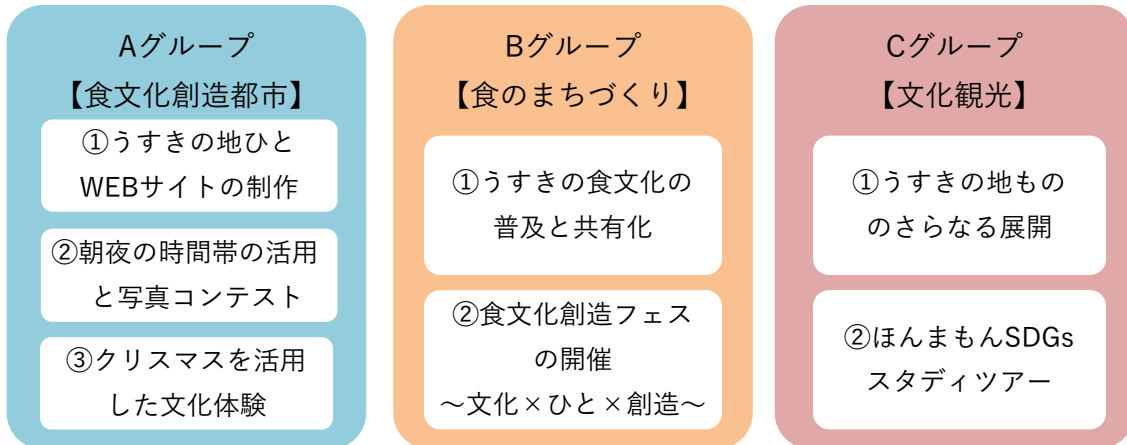 Aグループ
【食文化創造都市】
①うすきの地ひと
WEBサイトの制作
②朝夜の時間帯の活用
と写真コンテスト
③クリスマスを活用
した文化体験
Bグループ
【食のまちづくり】
①うすきの食文化の
普及と共有化
②食文化創造フェス
の開催
～文化×ひと×創造～
Cグループ
【文化観光】
①うすきの地もの
のさらなる展開
②ほんまもんSDGs
スタディツアー